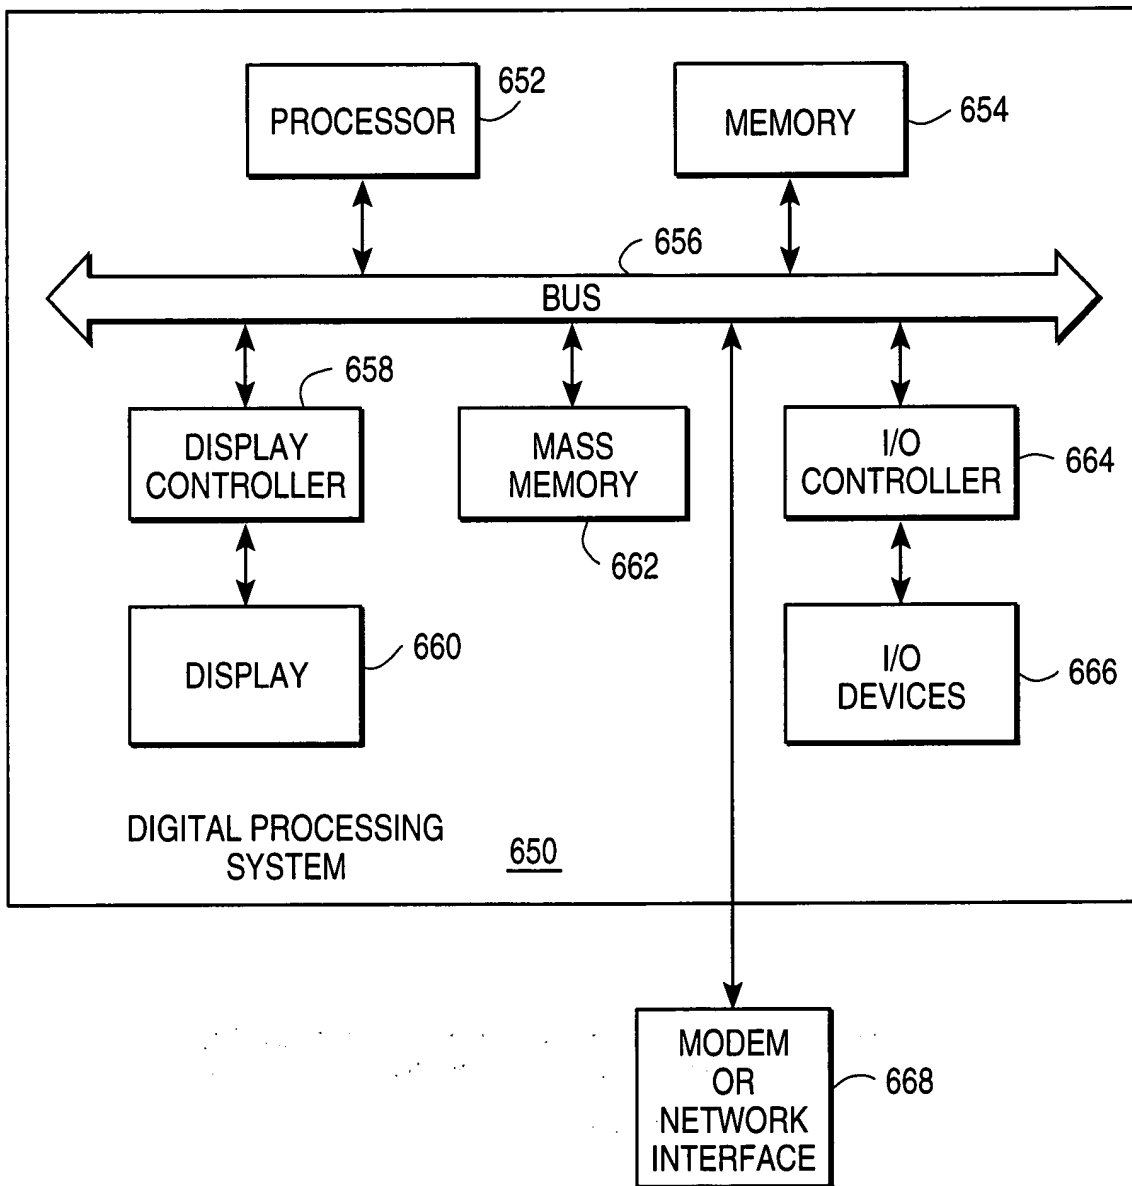 652
PROCESSOR
MEMORY
654
656
BUS
658
DISPLAY
CONTROLLER
MASS
MEMORY
662
I/O
CONTROLLER
664
DISPLAY
660
I/O
DEVICES
666
DIGITAL PROCESSING
SYSTEM
650
MODEM
OR
NETWORK
INTERFACE
668